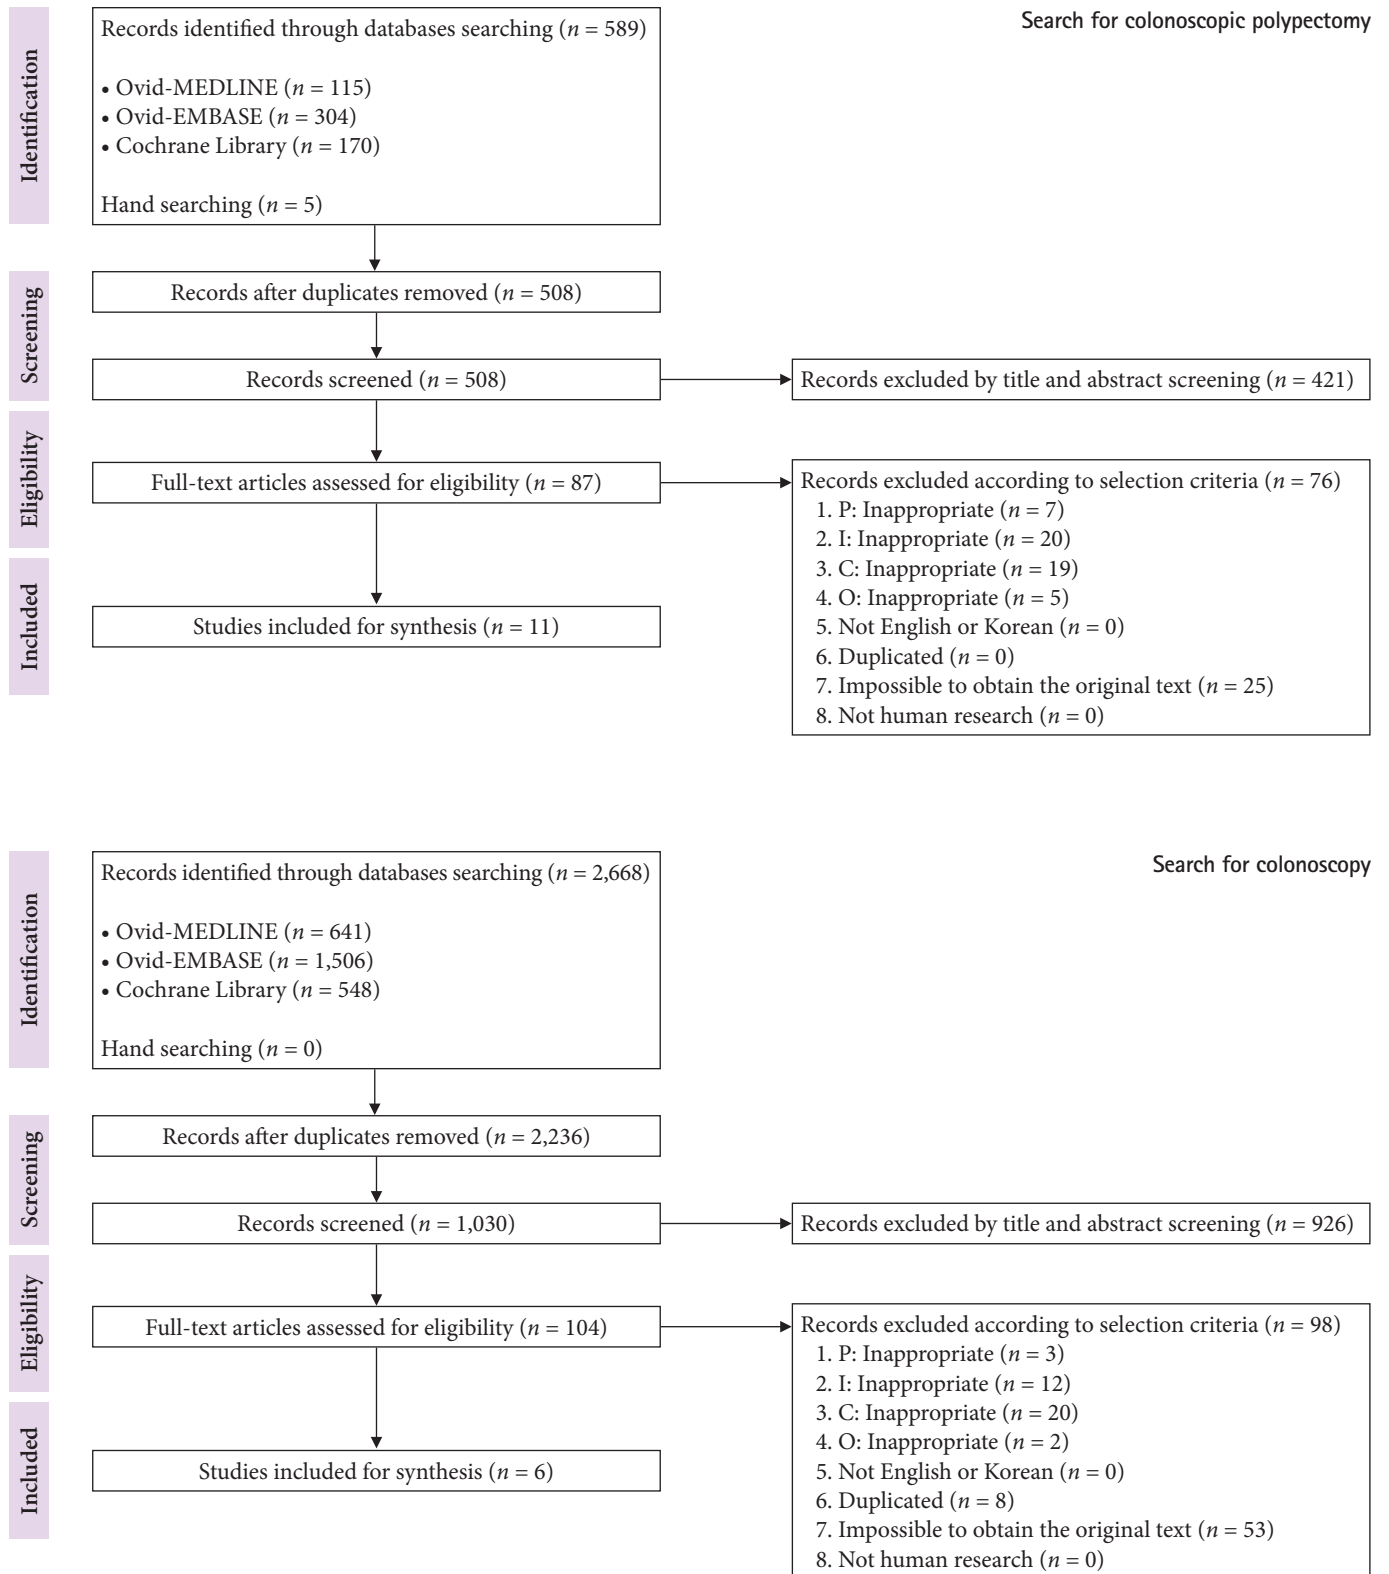 Search for colonoscopic polypectomy
Identification
Records identified through databases searching (n = 589)
• Ovid-MEDLINE (n = 115)
• Ovid-EMBASE (n = 304)
• Cochrane Library (n = 170)
Hand searching (n = 5)
Screening
Records after duplicates removed (n = 508)
Records screened (n = 508)
Records excluded by title and abstract screening (n = 421)
Eligibility
Full-text articles assessed for eligibility (n = 87)
Records excluded according to selection criteria (n = 76)
1. P: Inappropriate (n = 7)
2. I: Inappropriate (n = 20)
3. C: Inappropriate (n = 19)
4. O: Inappropriate (n = 5)
5. Not English or Korean (n = 0)
6. Duplicated (n = 0)
7. Impossible to obtain the original text (n = 25)
8. Not human research (n = 0)
Included
Studies included for synthesis (n = 11)
Search for colonoscopy
Identification
Records identified through databases searching (n = 2,668)
• Ovid-MEDLINE (n = 641)
• Ovid-EMBASE (n = 1,506)
• Cochrane Library (n = 548)
Hand searching (n = 0)
Screening
Records after duplicates removed (n = 2,236)
Records screened (n = 1,030)
Records excluded by title and abstract screening (n = 926)
Eligibility
Full-text articles assessed for eligibility (n = 104)
Records excluded according to selection criteria (n = 98)
1. P: Inappropriate (n = 3)
2. I: Inappropriate (n = 12)
3. C: Inappropriate (n = 20)
4. O: Inappropriate (n = 2)
5. Not English or Korean (n = 0)
6. Duplicated (n = 8)
7. Impossible to obtain the original text (n = 53)
8. Not human research (n = 0)
Included
Studies included for synthesis (n = 6)